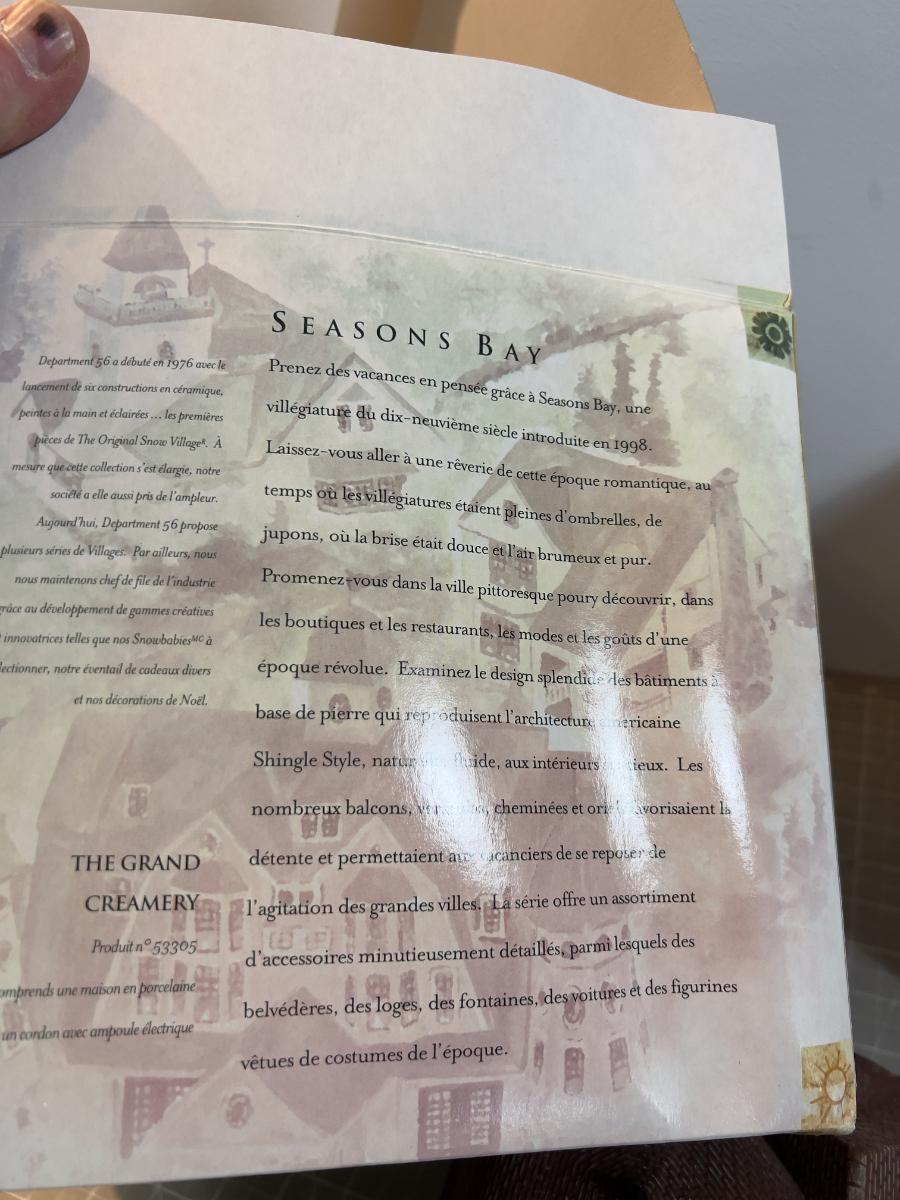 Department 56 a débuté en 1976 avec le
lancement de six constructions en céramique,
peintes à la main et éclairées ... les premières
pièces de The Original Snow Village®. À
mesure que cette collection s'est élargie, notre
société a elle aussi pris de l'ampleur.
Aujourd'hui, Department 56 propose
plusieurs séries de Villages. Par ailleurs, nous
nous maintenons chef de file de l'industrie
au développement de gammes créatives
innovatrices telles que nos Snowbabiesᴹᶜ à
notre éventail de cadeaux divers
et nos décorations de Noël.
THE GRAND
CREAMERY
Produit n° 53305
une maison en porcelaine
un cordon avec ampoule électrique
SEASONS BAY
Prenez des vacances en pensée grâce à Seasons Bay, une
villégiature du dix-neuvième siècle introduite en 1998.
Laissez-vous aller à une rêverie de cette époque romantique, au
temps où les villégiatures étaient pleines d'ombrelles, de
jupons, où la brise était douce et l'air brumeux et pur.
Promenez-vous dans la ville pittoresque poury découvrir, dans
les boutiques et les restaurants, les modes et les goûts d'une
époque révolue. Examinez le design splendide des bâtiments à
base de pierre qui reproduisent l'architecture américaine
Shingle Style, fluide, aux intérieurs Les
nombreux balcons, cheminées et favorisaient la
détente et permettaient aux vacanciers de se reposer de
l'agitation des grandes villes. La série offre un assortiment
d'accessoires minutieusement détaillés, parmi lesquels des
belvédères, des loges, des fontaines, des voitures et des figurines
vêtues de costumes de l'époque.